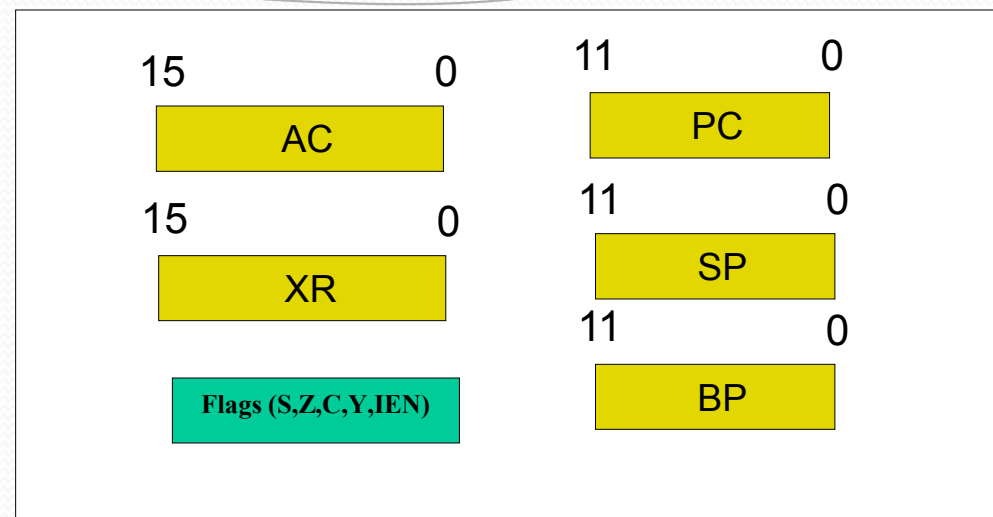 15 0
AC
15 0
XR
Flags (S,Z,C,Y,IEN)
11 0
PC
11 0
SP
11 0
BP